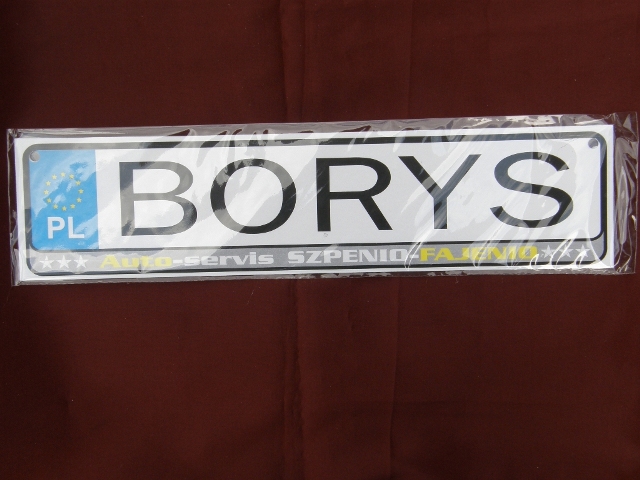 PL BORYS
*** Auto-servis SZPENIO-FAJENIO ***